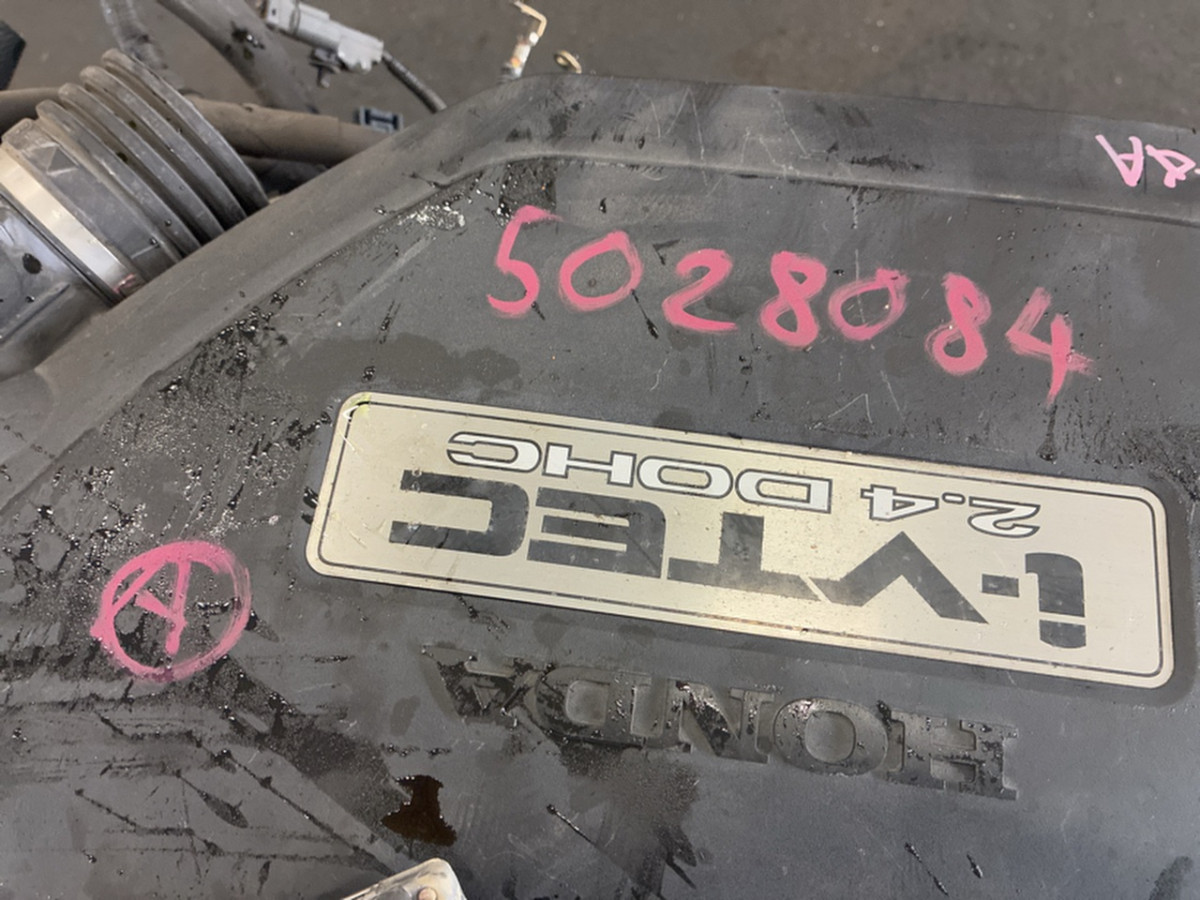 5028084
A
HONDA
i-VTEC
2.4 DOHC